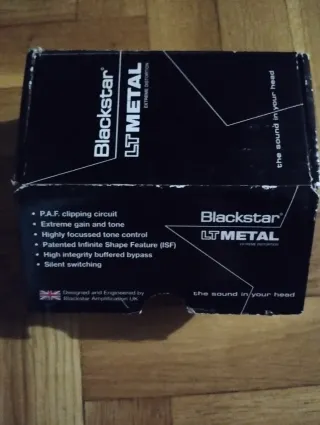 Blackstar®
LT METAL
EXTREME DISTORTION
the sound in your head
• P.A.F. clipping circuit
• Extreme gain and tone
• Highly focussed tone control
• Patented Infinite Shape Feature (ISF)
• High integrity buffered bypass
• Silent switching
Blackstar®
LT METAL
EXTREME DISTORTION
Designed and Engineered by
Blackstar Amplification UK
the sound in your head